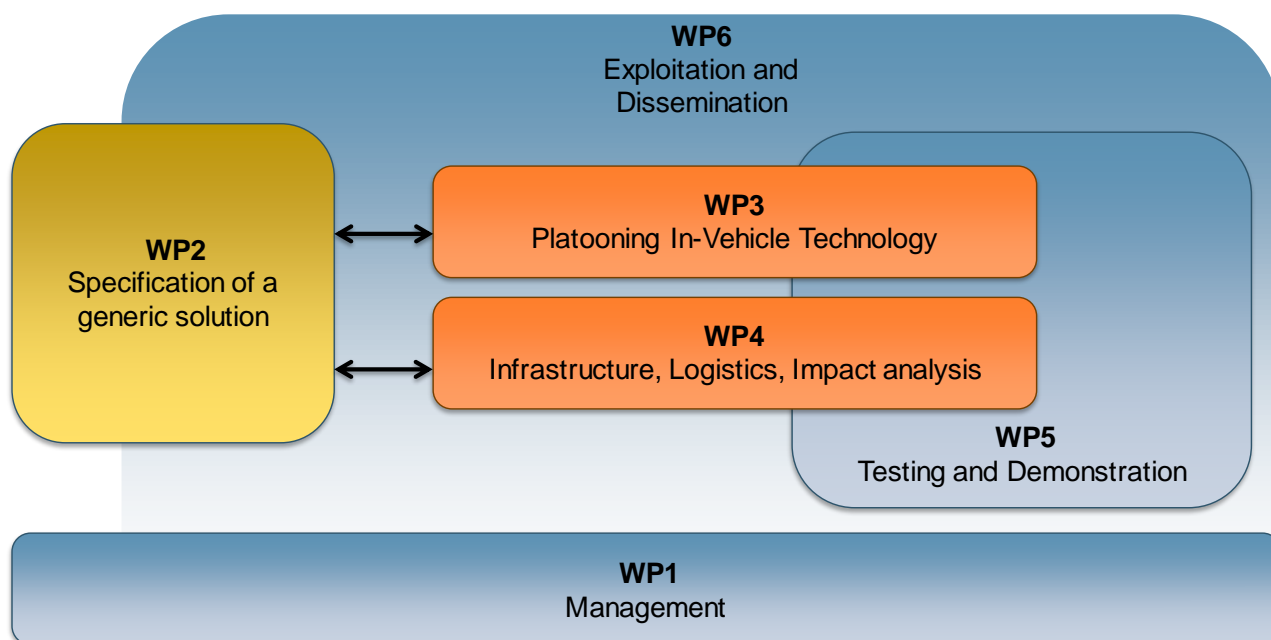 WP6
Exploitation and
Dissemination
WP2
Specification of a
generic solution
WP3
Platooning In-Vehicle Technology
WP4
Infrastructure, Logistics, Impact analysis
WP5
Testing and Demonstration
WP1
Management